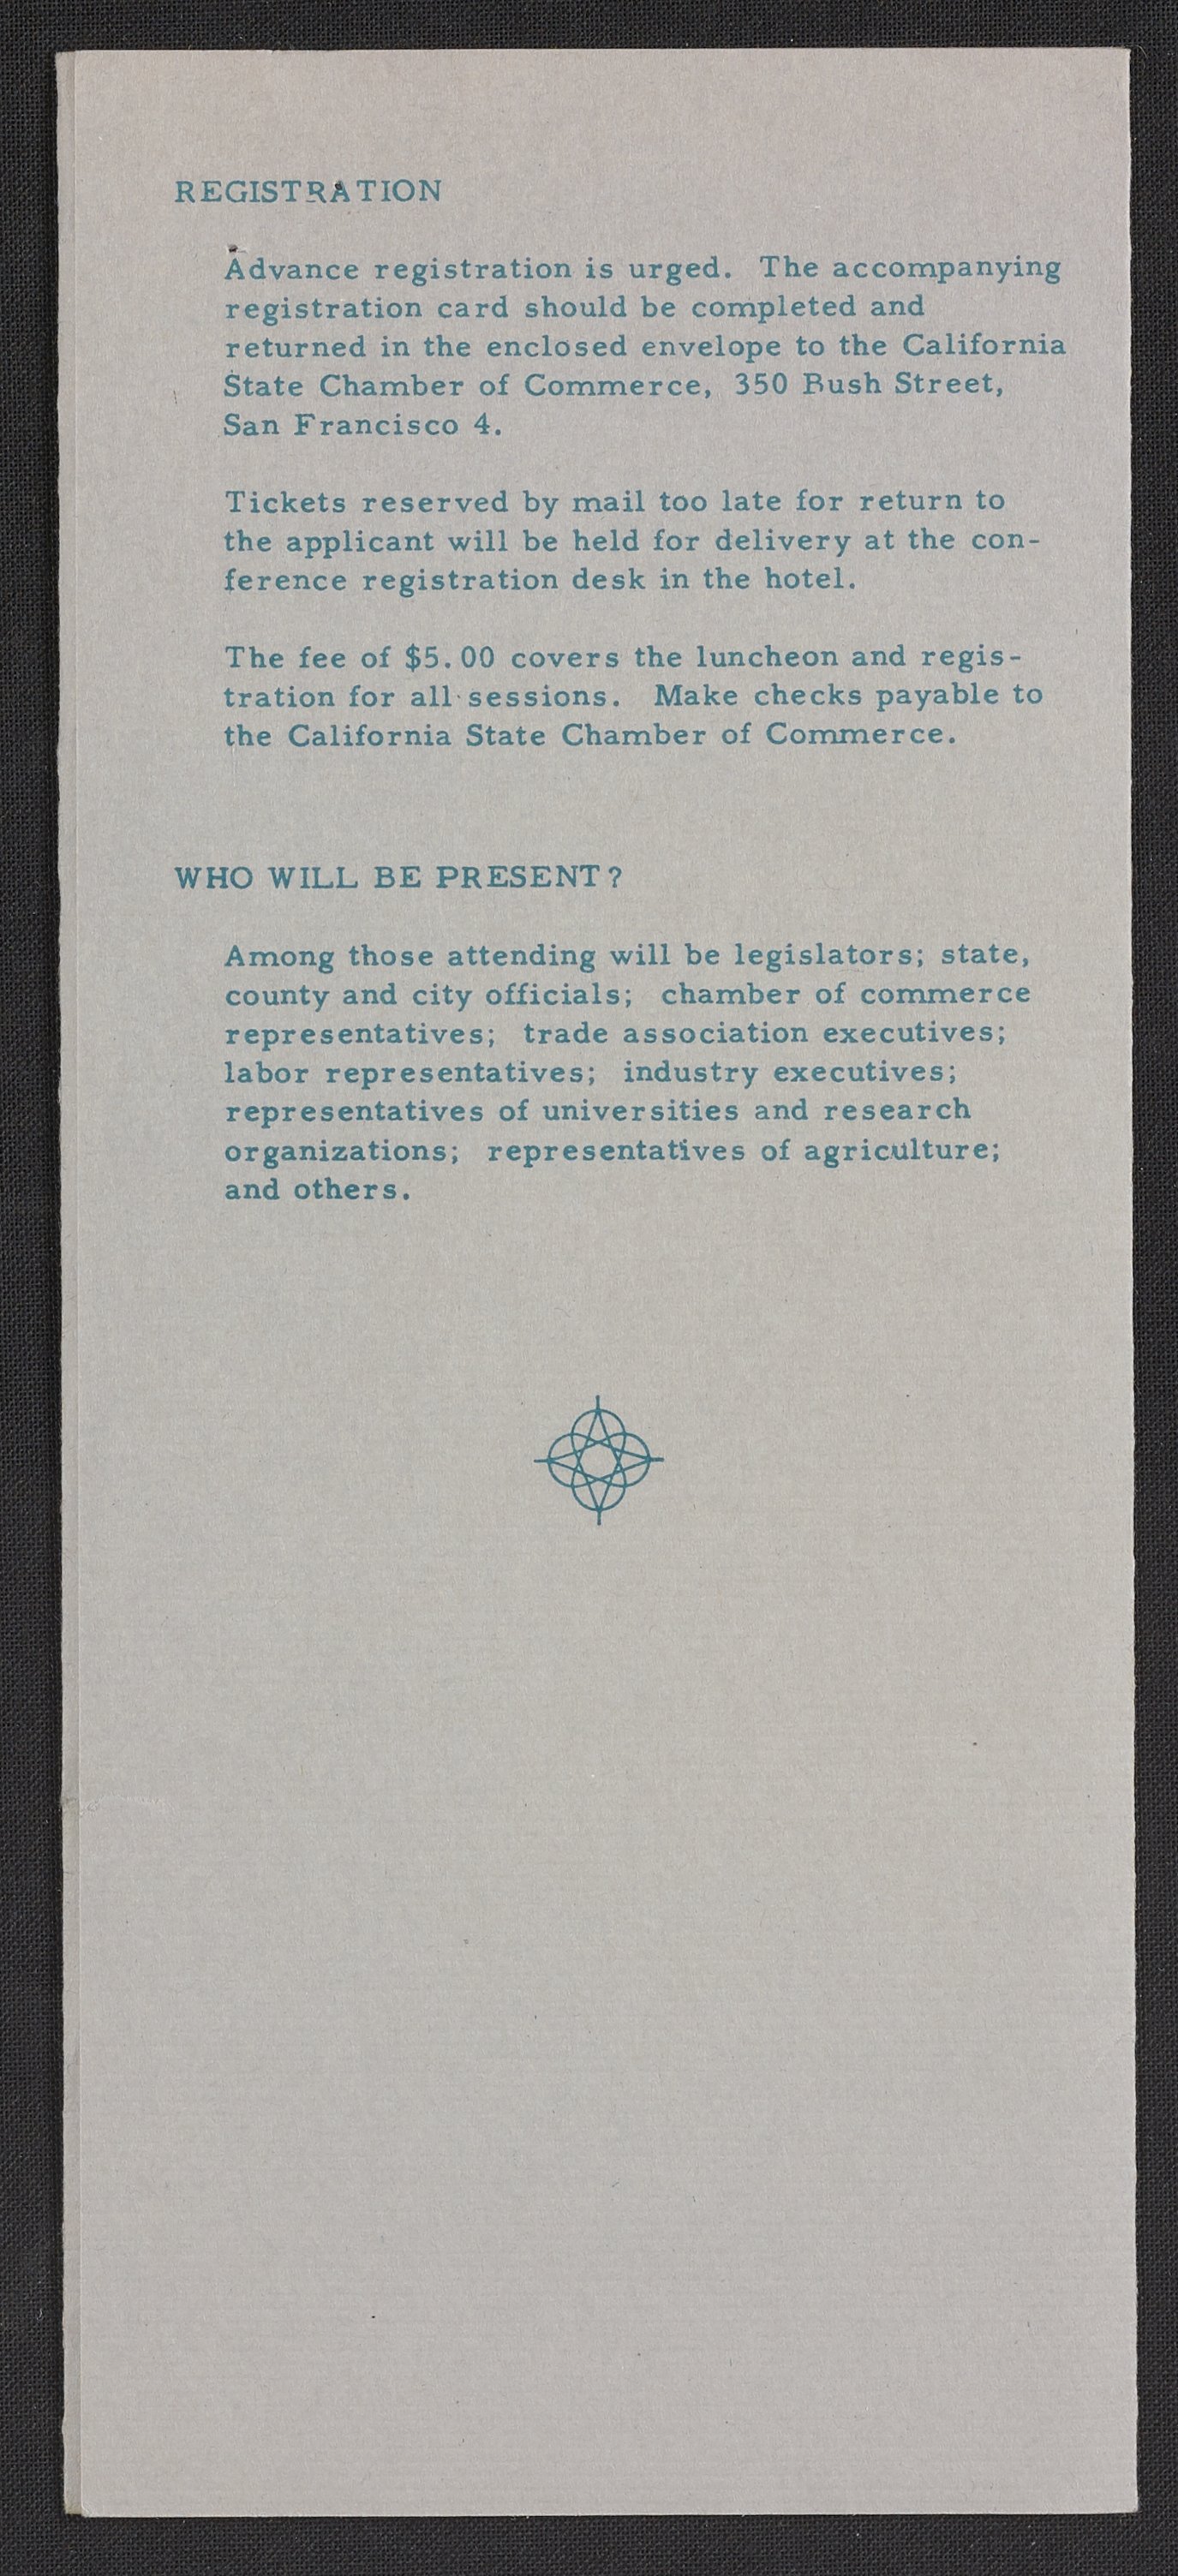 REGISTRATION
Advance registration is urged. The accompanying
registration card should be completed and
returned in the enclosed envelope to the California
State Chamber of Commerce, 350 Bush Street,
San Francisco 4.
Tickets reserved by mail too late for return to
the applicant will be held for delivery at the con-
ference registration desk in the hotel.
The fee of $5.00 covers the luncheon and regis-
tration for all sessions. Make checks payable to
the California State Chamber of Commerce.
WHO WILL BE PRESENT?
Among those attending will be legislators; state,
county and city officials; chamber of commerce
representatives; trade association executives;
labor representatives; industry executives;
representatives of universities and research
organizations; representatives of agriculture;
and others.